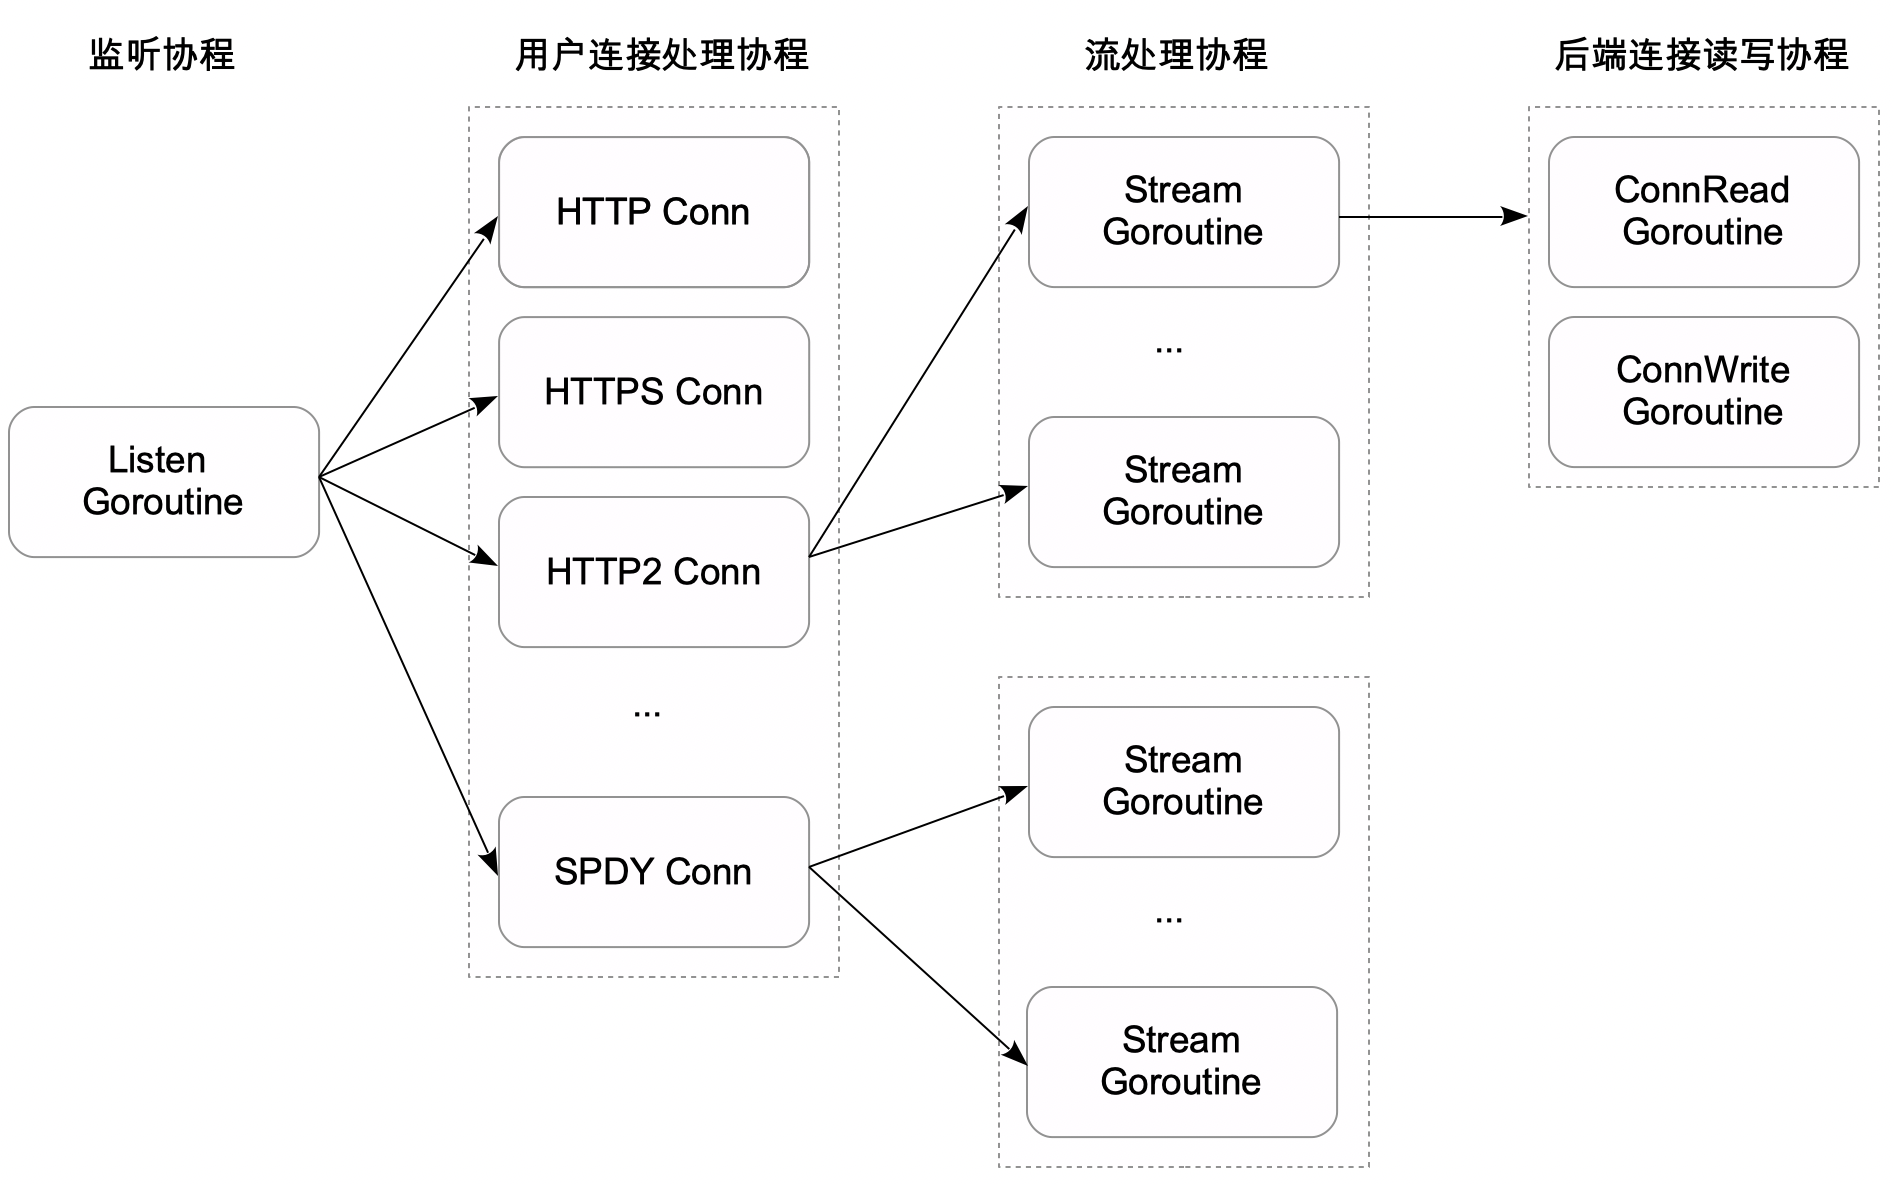 监听协程
用户连接处理协程
流处理协程
后端连接读写协程
Listen
Goroutine
HTTP Conn
HTTPS Conn
HTTP2 Conn
...
SPDY Conn
Stream
Goroutine
...
Stream
Goroutine
Stream
Goroutine
...
Stream
Goroutine
ConnRead
Goroutine
ConnWrite
Goroutine